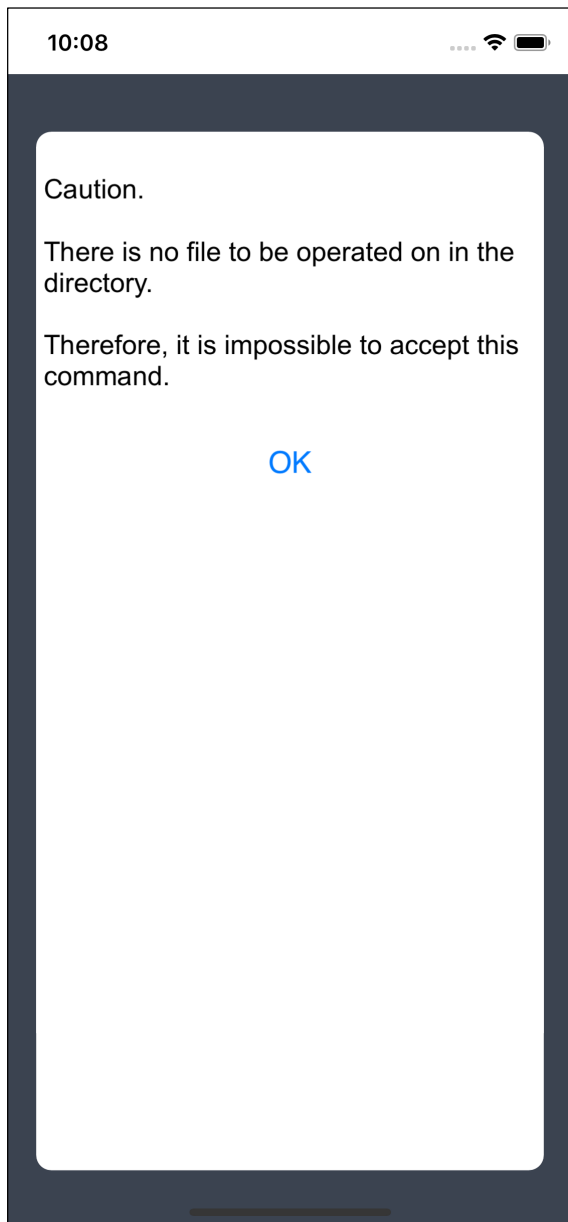 10:08
Caution.
There is no file to be operated on in the
directory.
Therefore, it is impossible to accept this
command.
OK